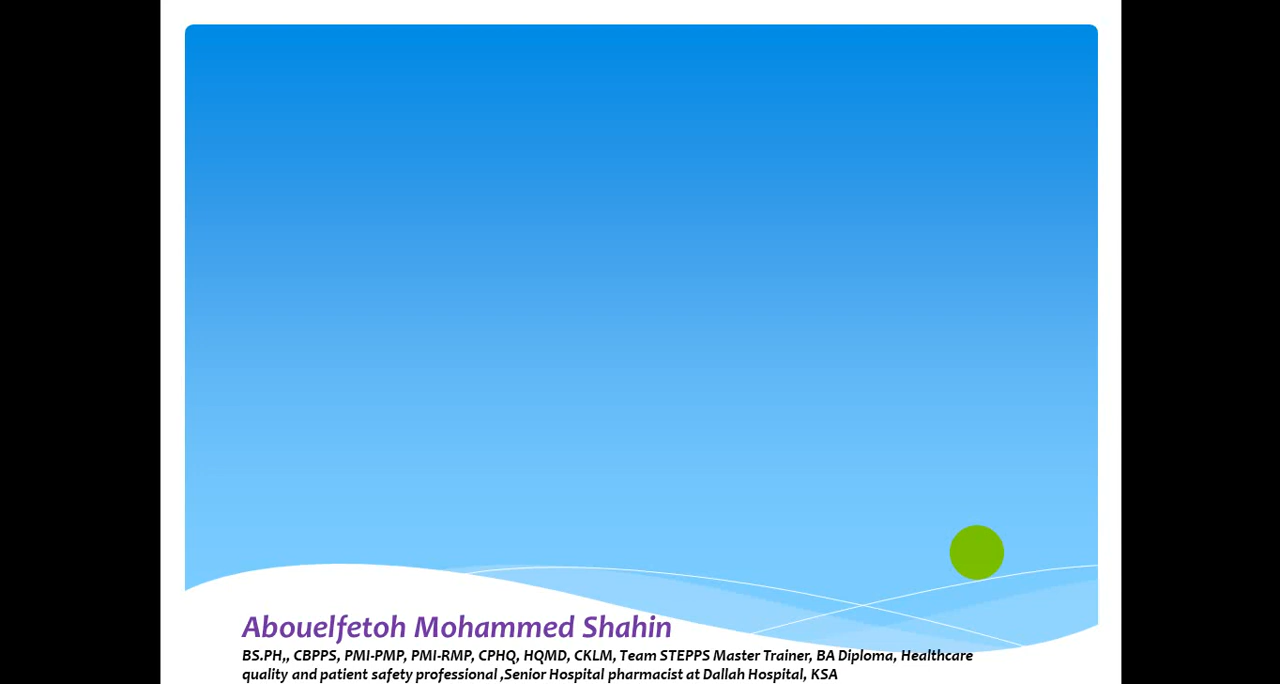 Abouelfetoh Mohammed Shahin
BS.PH,, CBPPS, PMI-PMP, PMI-RMP, CPHQ, HQMD, CKLM, Team STEPPS Master Trainer, BA Diploma, Healthcare
quality and patient safety professional ,Senior Hospital pharmacist at Dallah Hospital, KSA